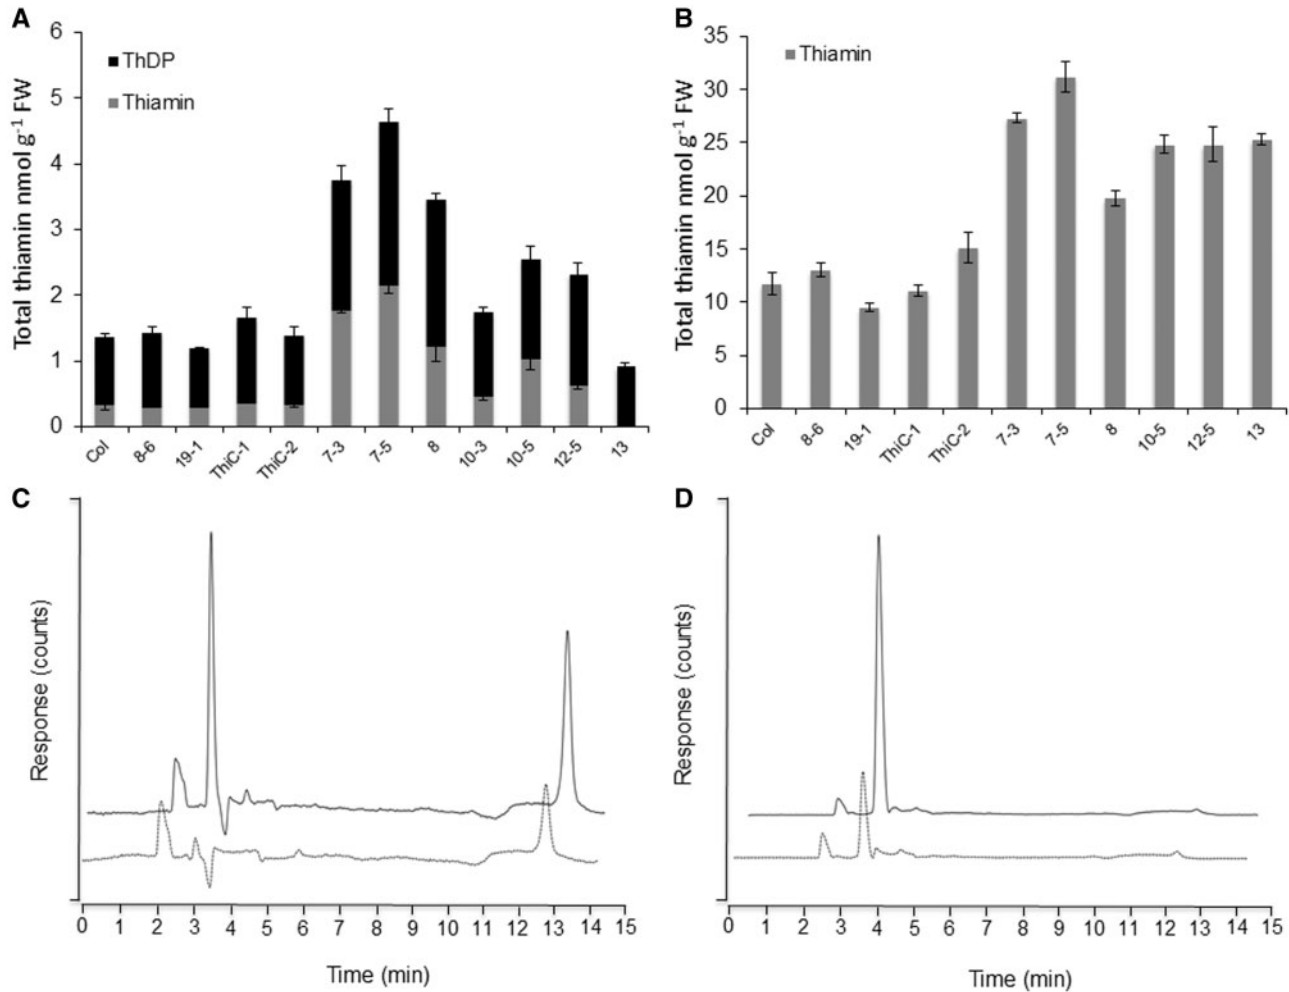 A
Total thiamin nmol g⁻¹ FW
6
5
4
3
2
1
0
ThDP
Thiamin
Col
8-6
19-1
ThiC-1
ThiC-2
7-3
7-5
8
10-3
10-5
12-5
13
B
Total thiamin nmol g⁻¹ FW
35
30
25
20
15
10
5
0
Thiamin
Col
8-6
19-1
ThiC-1
ThiC-2
7-3
7-5
8
10-5
12-5
13
C
Response (counts)
0 1 2 3 4 5 6 7 8 9 10 11 12 13 14 15
Time (min)
D
Response (counts)
0 1 2 3 4 5 6 7 8 9 10 11 12 13 14 15
Time (min)